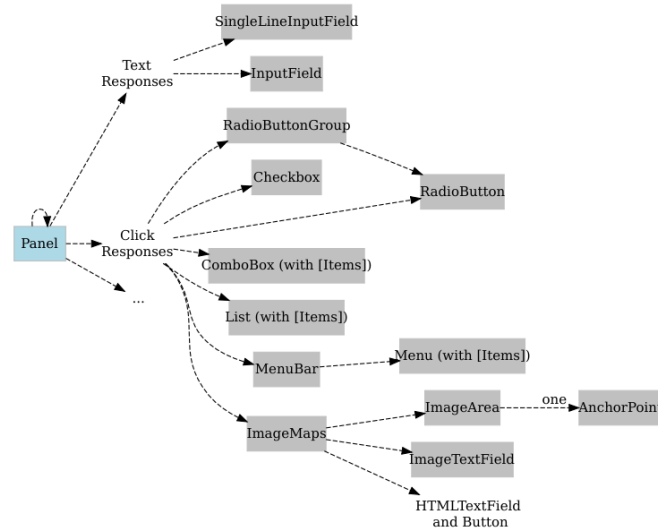 SingleLineInputField
Text
Responses
InputField
RadioButtonGroup
Checkbox
RadioButton
Panel
Click
Responses
ComboBox (with [Items])
...
List (with [Items])
MenuBar
Menu (with [Items])
ImageArea
one
AnchorPoint
ImageMaps
ImageTextField
HTMLTextField
and Button